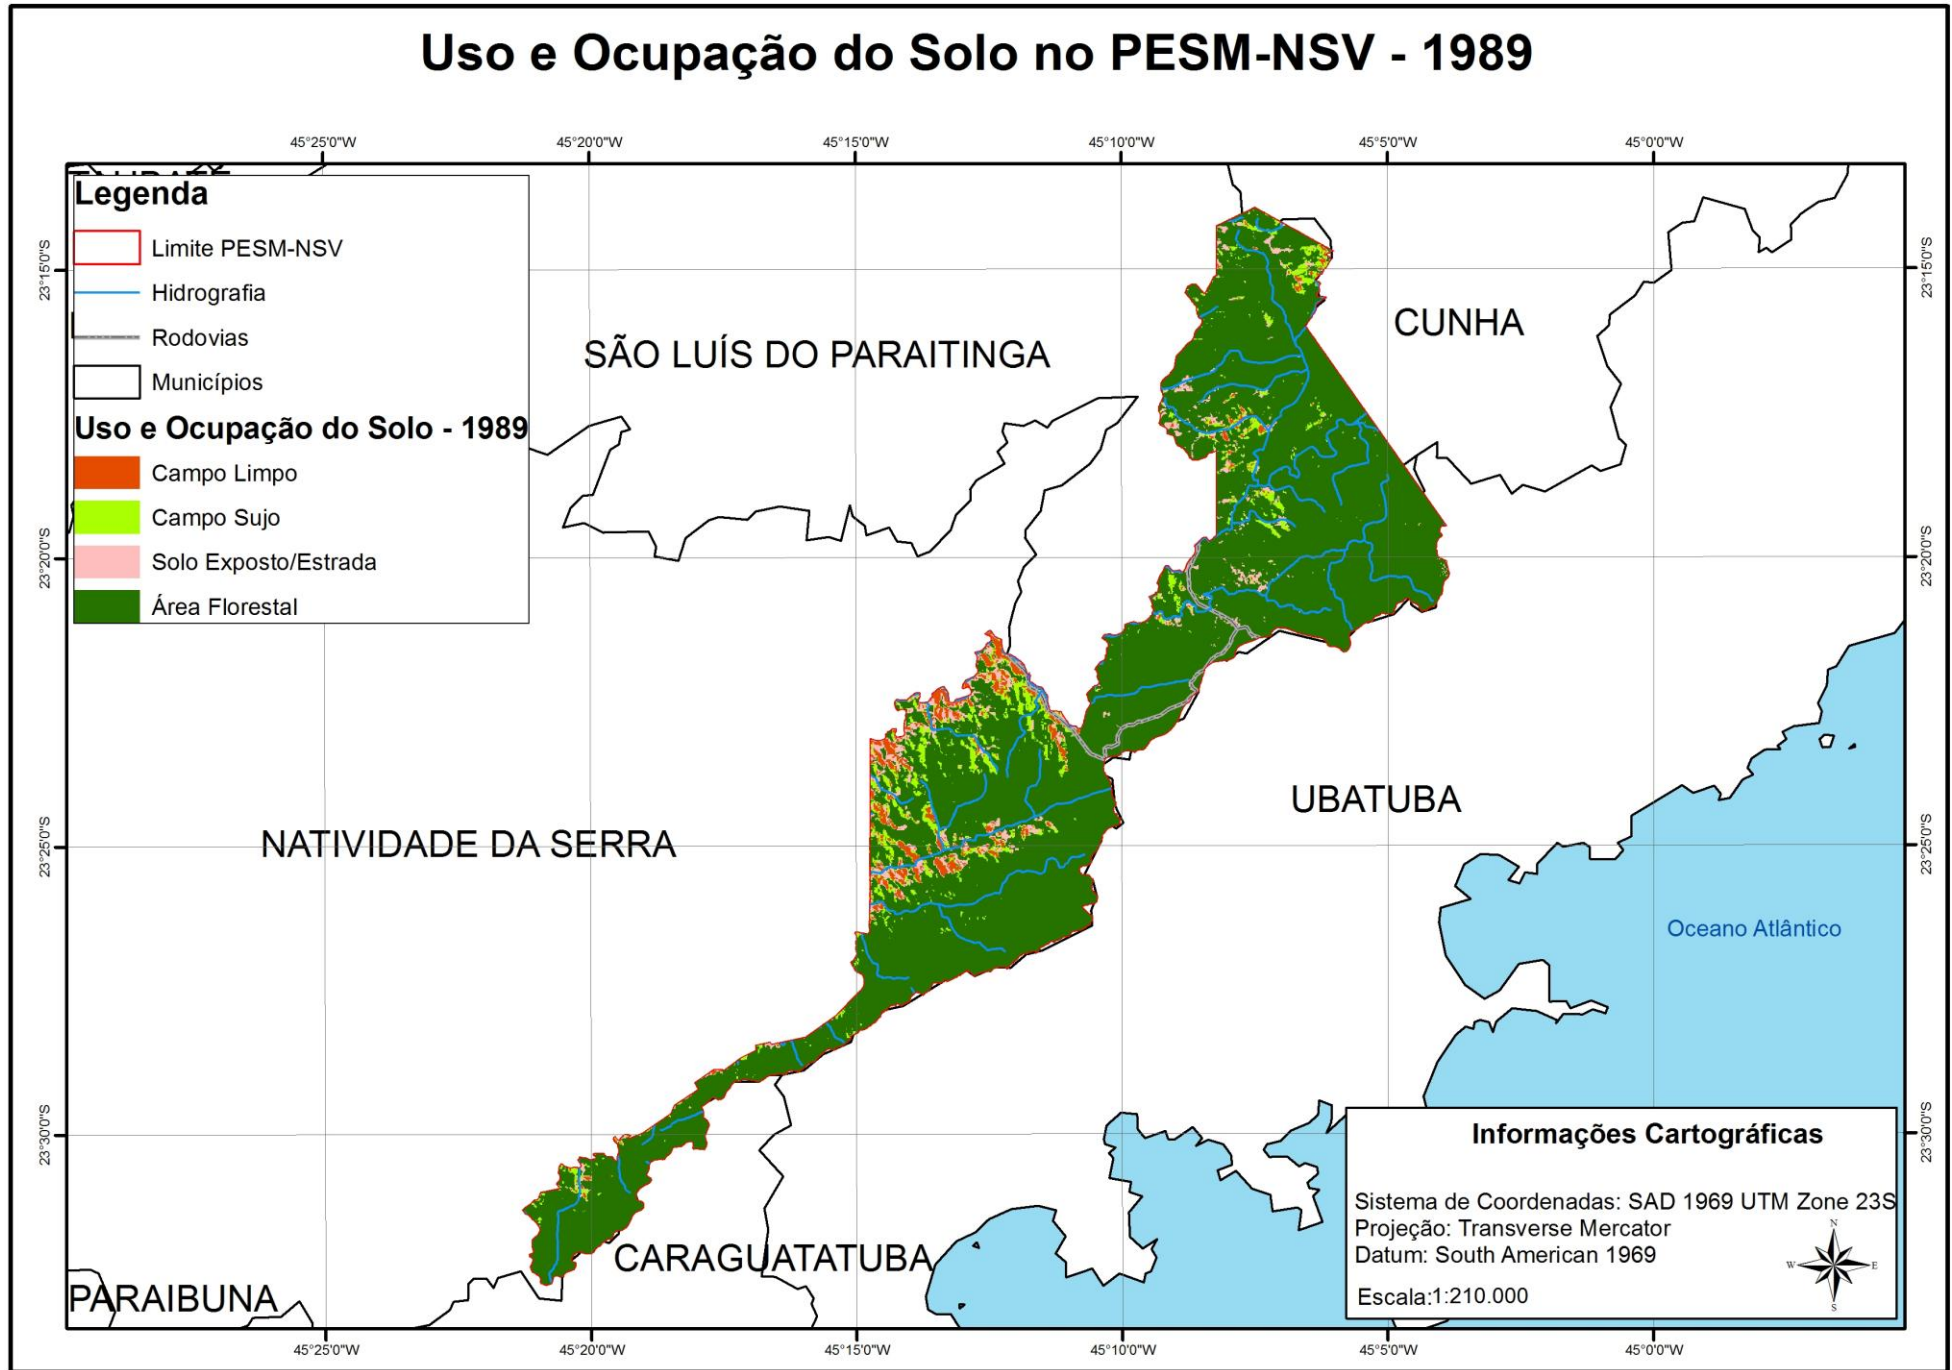 Uso e Ocupação do Solo no PESM-NSV - 1989
45°25'0"W
45°20'0"W
45°15'0"W
45°10'0"W
45°5'0"W
45°0'0"W
TAUBATÉ
Legenda
Limite PESM-NSV
Hidrografia
Rodovias
Municípios
Uso e Ocupação do Solo - 1989
Campo Limpo
Campo Sujo
Solo Exposto/Estrada
Área Florestal
23°15'0"S
23°20'0"S
23°25'0"S
23°30'0"S
23°15'0"S
23°20'0"S
23°25'0"S
23°30'0"S
CUNHA
SÃO LUÍS DO PARAITINGA
UBATUBA
NATIVIDADE DA SERRA
Oceano Atlântico
CARAGUATATUBA
PARAIBUNA
Informações Cartográficas
Sistema de Coordenadas: SAD 1969 UTM Zone 23S
Projeção: Transverse Mercator
Datum: South American 1969
Escala:1:210.000
N
W
E
S
45°25'0"W
45°20'0"W
45°15'0"W
45°10'0"W
45°5'0"W
45°0'0"W